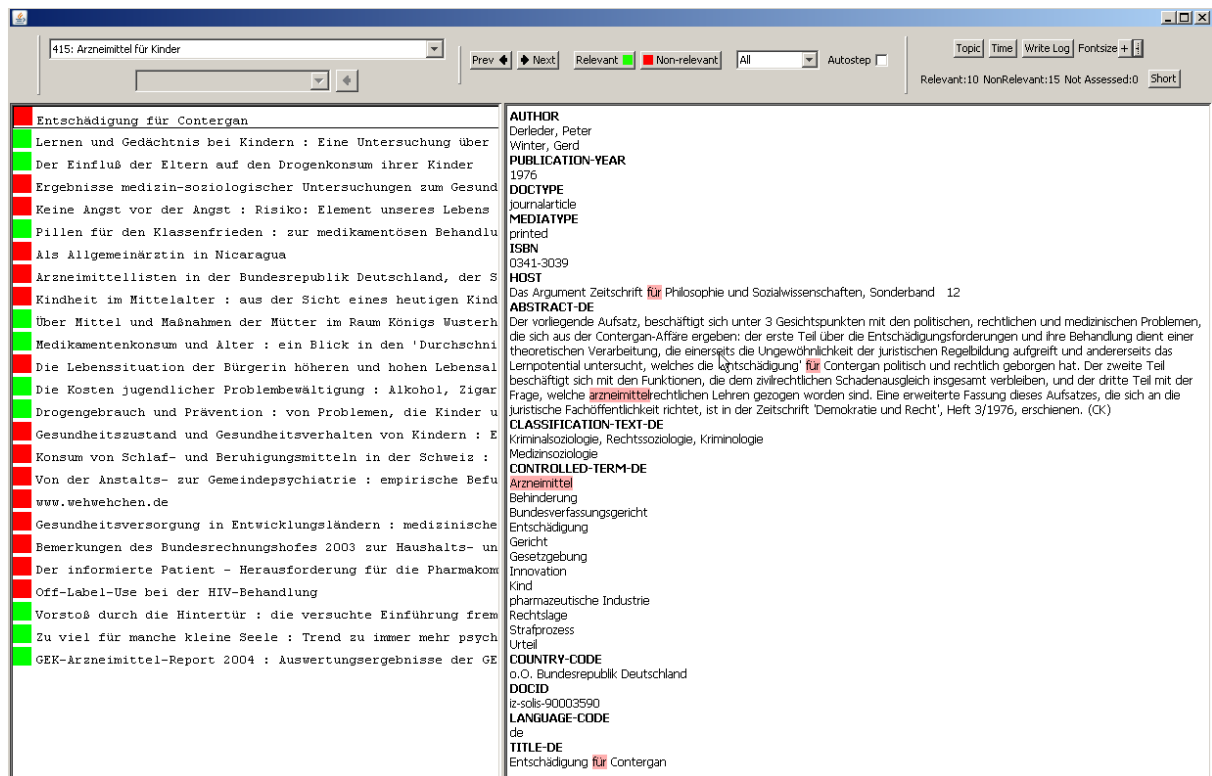 415: Arzneimittel für Kinder
Prev Next Relevant Non-relevant All Autostep
Topic Time Write Log Fontsize + -
Relevant:10 NonRelevant:15 Not Assessed:0 Short
Entschädigung für Contergan
Lernen und Gedächtnis bei Kindern : Eine Untersuchung über
Der Einfluß der Eltern auf den Drogenkonsum ihrer Kinder
Ergebnisse medizin-soziologischer Untersuchungen zum Gesund
Keine Angst vor der Angst : Risiko: Element unseres Lebens
Pillen für den Klassenfrieden : zur medikamentösen Behandlu
Als Allgemeinärztin in Nicaragua
Arzneimittellisten in der Bundesrepublik Deutschland, der S
Kindheit im Mittelalter : aus der Sicht eines heutigen Kind
Über Mittel und Maßnahmen der Mütter im Raum Königs Wusterh
Medikamentenkonsum und Alter : ein Blick in den 'Durchschni
Die Lebenssituation der Bürgerin höheren und hohen Lebensal
Die Kosten jugendlicher Problembewältigung : Alkohol, Zigar
Drogengebrauch und Prävention : von Problemen, die Kinder u
Gesundheitszustand und Gesundheitsverhalten von Kindern : E
Konsum von Schlaf- und Beruhigungsmitteln in der Schweiz :
Von der Anstalts- zur Gemeindepsychiatrie : empirische Befu
www.wehwehchen.de
Gesundheitsversorgung in Entwicklungsländern : medizinische
Bemerkungen des Bundesrechnungshofes 2003 zur Haushalts- un
Der informierte Patient - Herausforderung für die Pharmakom
Off-Label-Use bei der HIV-Behandlung
Vorstoß durch die Hintertür : die versuchte Einführung frem
Zu viel für manche kleine Seele : Trend zu immer mehr psych
GEK-Arzneimittel-Report 2004 : Auswertungsergebnisse der GE
AUTHOR
Derleder, Peter
Winter, Gerd
PUBLICATION-YEAR
1976
DOCTYPE
journalarticle
MEDIATYPE
printed
ISBN
0341-3039
HOST
Das Argument Zeitschrift für Philosophie und Sozialwissenschaften, Sonderband 12
ABSTRACT-DE
Der vorliegende Aufsatz, beschäftigt sich unter 3 Gesichtspunkten mit den politischen, rechtlichen und medizinischen Problemen,
die sich aus der Contergan-Affäre ergeben: der erste Teil über die Entschädigungsforderungen und ihre Behandlung dient einer
theoretischen Verarbeitung, die einerseits die Ungewöhnlichkeit der juristischen Regelbildung aufgreift und andererseits das
Lernpotential untersucht, welches die 'Entschädigung' für Contergan politisch und rechtlich geborgen hat. Der zweite Teil
beschäftigt sich mit den Funktionen, die dem zivilrechtlichen Schadenausgleich insgesamt verbleiben, und der dritte Teil mit der
Frage, welche arzneimittelrechtlichen Lehren gezogen worden sind. Eine erweiterte Fassung dieses Aufsatzes, die sich an die
juristische Fachöffentlichkeit richtet, ist in der Zeitschrift 'Demokratie und Recht', Heft 3/1976, erschienen. (CK)
CLASSIFICATION-TEXT-DE
Kriminalsoziologie, Rechtssoziologie, Kriminologie
Medizinsoziologie
CONTROLLED-TERM-DE
Arzneimittel
Behinderung
Bundesverfassungsgericht
Entschädigung
Gericht
Gesetzgebung
Innovation
Kind
pharmazeutische Industrie
Rechtslage
Strafprozess
Urteil
COUNTRY-CODE
o.O. Bundesrepublik Deutschland
DOCID
iz-solis-90003590
LANGUAGE-CODE
de
TITLE-DE
Entschädigung für Contergan